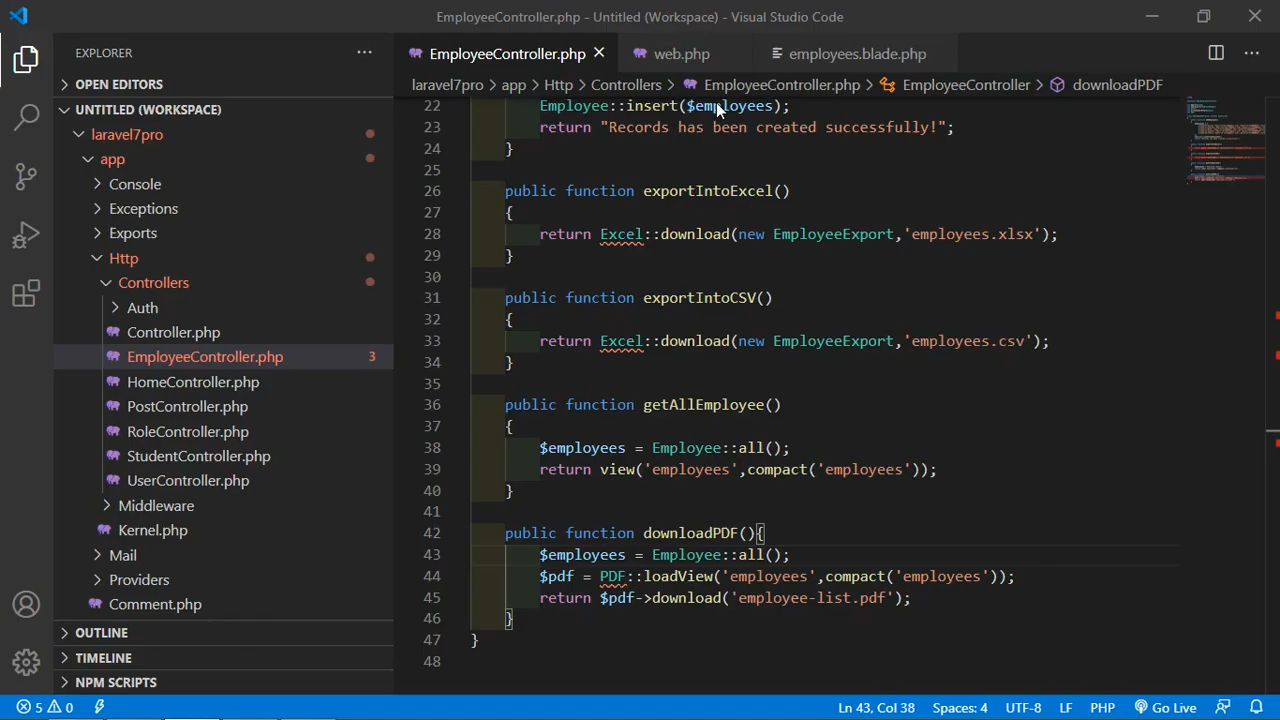 EmployeeController.php - Untitled (Workspace) - Visual Studio Code
EXPLORER
OPEN EDITORS
UNTITLED (WORKSPACE)
laravel7pro
app
Console
Exceptions
Exports
Http
Controllers
Auth
Controller.php
EmployeeController.php 3
HomeController.php
PostController.php
RoleController.php
StudentController.php
UserController.php
Middleware
Kernel.php
Mail
Providers
Comment.php
OUTLINE
TIMELINE
NPM SCRIPTS
EmployeeController.php web.php employees.blade.php
laravel7pro > app > Http > Controllers > EmployeeController.php > EmployeeController > downloadPDF
22 Employee::insert($employees);
23 return "Records has been created successfully!";
24 }
25
26 public function exportIntoExcel()
27 {
28 return Excel::download(new EmployeeExport,'employees.xlsx');
29 }
30
31 public function exportIntoCSV()
32 {
33 return Excel::download(new EmployeeExport,'employees.csv');
34 }
35
36 public function getAllEmployee()
37 {
38 $employees = Employee::all();
39 return view('employees',compact('employees'));
40 }
41
42 public function downloadPDF(){
43 $employees = Employee::all();
44 $pdf = PDF::loadView('employees',compact('employees'));
45 return $pdf->download('employee-list.pdf');
46 }
47 }
48
5 0 Ln 43, Col 38 Spaces: 4 UTF-8 LF PHP Go Live